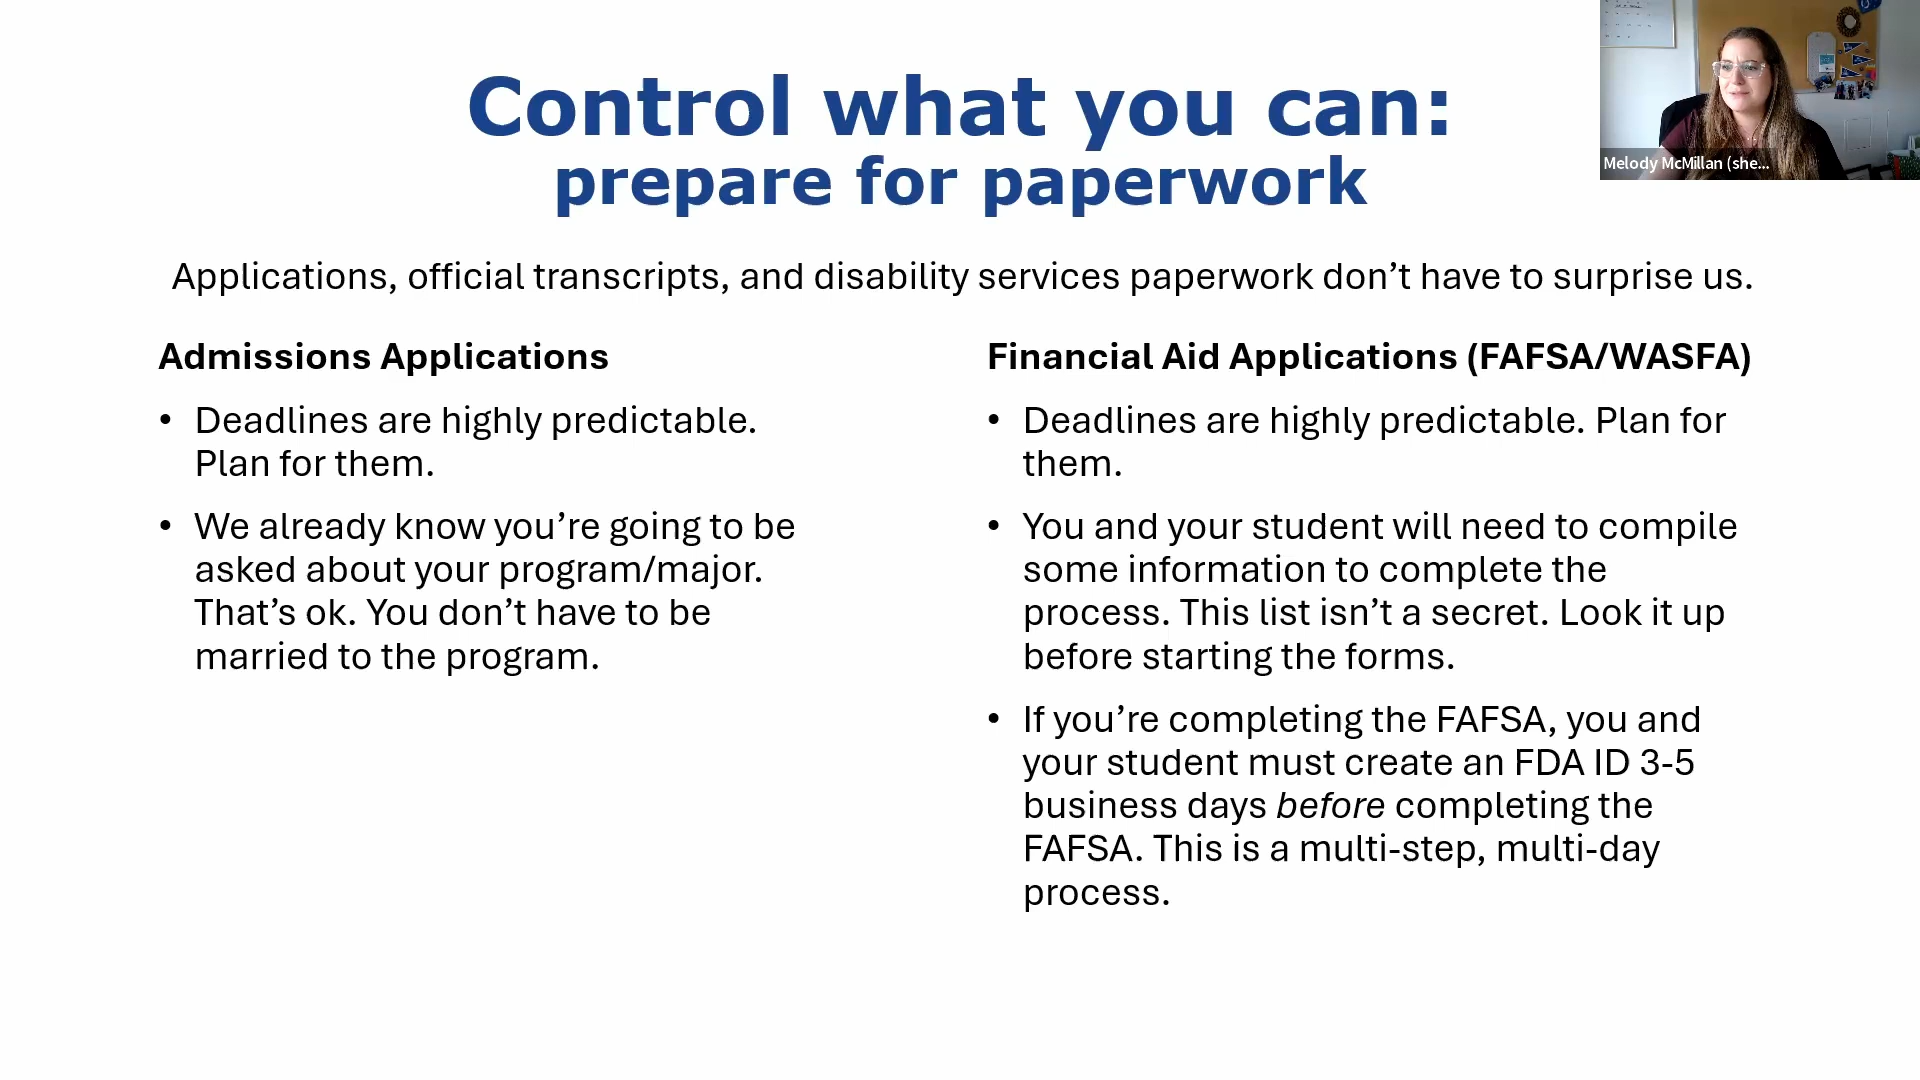 Control what you can:
prepare for paperwork
Applications, official transcripts, and disability services paperwork don’t have to surprise us.
Admissions Applications
• Deadlines are highly predictable.
Plan for them.
• We already know you’re going to be
asked about your program/major.
That’s ok. You don’t have to be
married to the program.
Financial Aid Applications (FAFSA/WASFA)
• Deadlines are highly predictable. Plan for
them.
• You and your student will need to compile
some information to complete the
process. This list isn’t a secret. Look it up
before starting the forms.
• If you’re completing the FAFSA, you and
your student must create an FDA ID 3-5
business days before completing the
FAFSA. This is a multi-step, multi-day
process.
Melody McMillan (she...